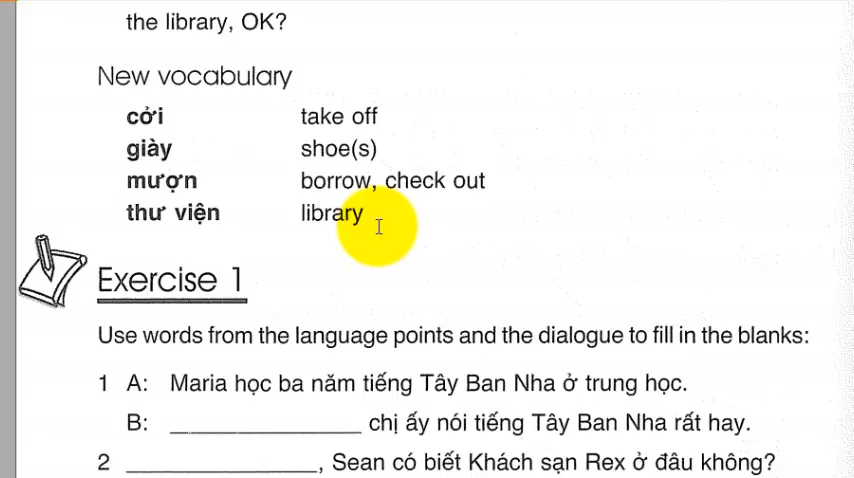 the library, OK?
New vocabulary
cởi take off
giày shoe(s)
mượn borrow, check out
thư viện library
Exercise 1
Use words from the language points and the dialogue to fill in the blanks:
1 A: Maria học ba năm tiếng Tây Ban Nha ở trung học.
B: ________________ chị ấy nói tiếng Tây Ban Nha rất hay.
2 ________________, Sean có biết Khách sạn Rex ở đâu không?